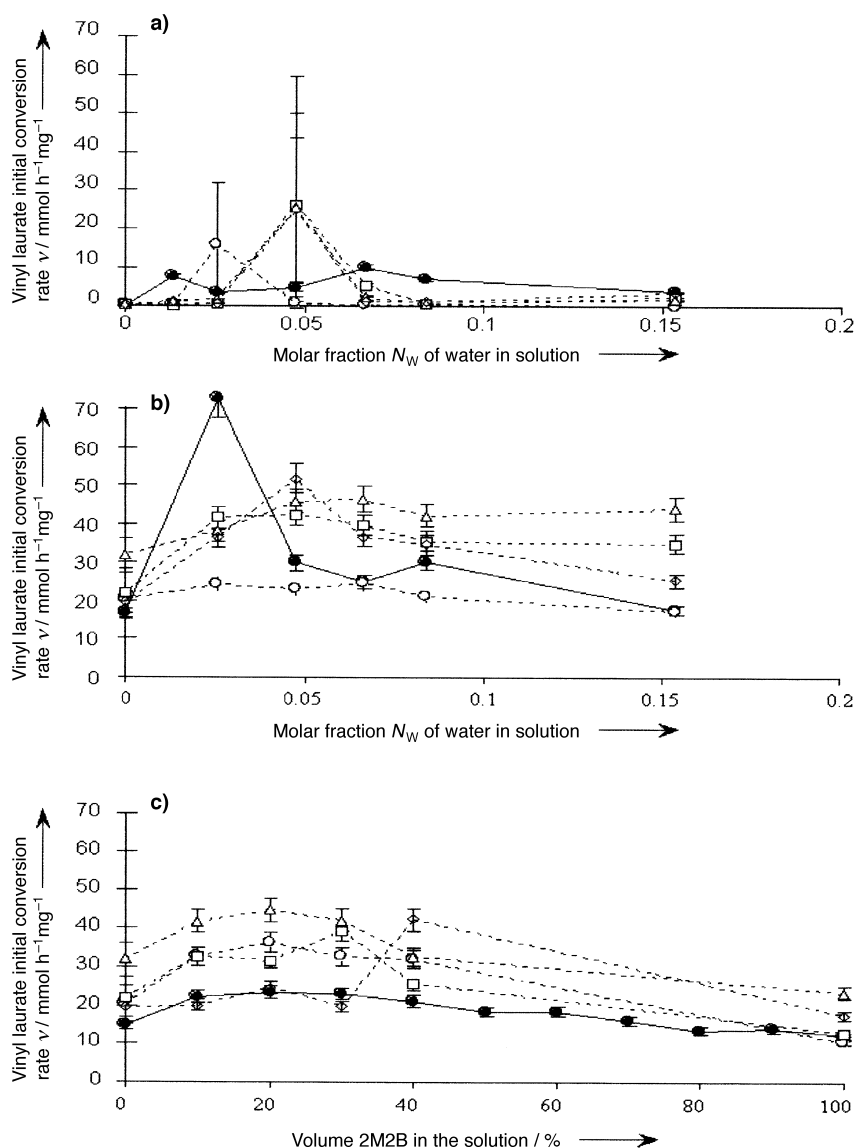 a)
70
60
50
40
30
20
10
0
Vinyl laurate initial conversion
rate ν / mmol h⁻¹mg⁻¹
0 0.05 0.1 0.15 0.2
Molar fraction N_W of water in solution
b)
70
60
50
40
30
20
10
0
Vinyl laurate initial conversion
rate ν / mmol h⁻¹mg⁻¹
0 0.05 0.1 0.15 0.2
Molar fraction N_W of water in solution
c)
70
60
50
40
30
20
10
0
Vinyl laurate initial conversion
rate ν / mmol h⁻¹mg⁻¹
0 20 40 60 80 100
Volume 2M2B in the solution / %